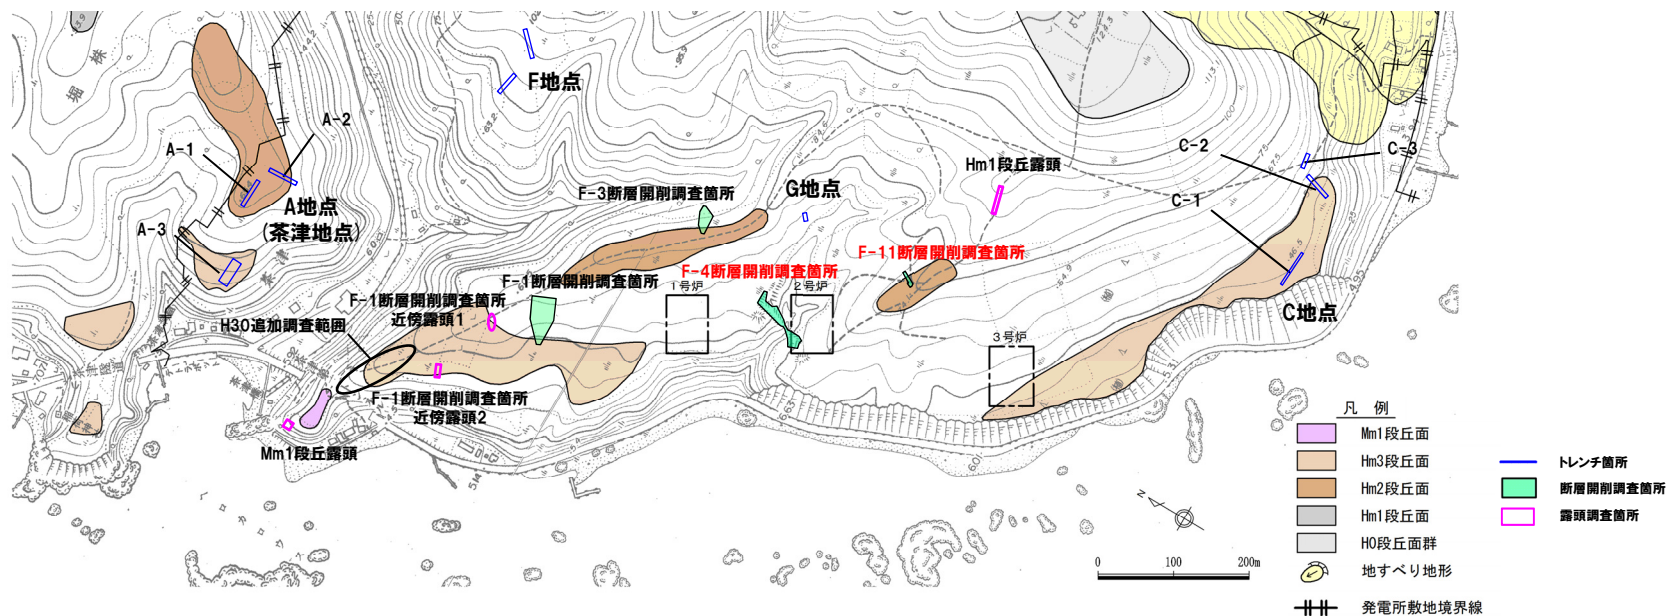 F地点
A-2
A-1
A地点
(茶津地点)
A-3
茶津
堀株
F-3断層開削調査箇所
G地点
Hm1段丘露頭
C-2
C-3
C-1
C地点
F-11断層開削調査箇所
F-4断層開削調査箇所
F-1断層開削調査箇所
1号炉
2号炉
3号炉
F-1断層開削調査箇所
近傍露頭1
H30追加調査範囲
F-1断層開削調査箇所
近傍露頭2
Mm1段丘露頭
凡 例
Mm1段丘面
Hm3段丘面
Hm2段丘面
Hm1段丘面
H0段丘面群
地すべり地形
発電所敷地境界線
トレンチ箇所
断層開削調査箇所
露頭調査箇所
N
0 100 200m